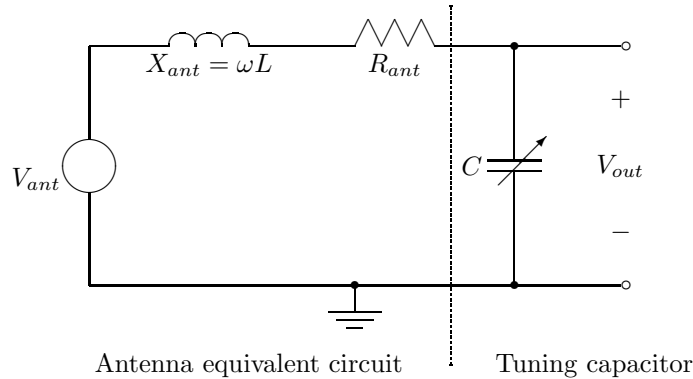 X_ant = ωL
R_ant
+
C
V_out
V_ant
−
Antenna equivalent circuit
Tuning capacitor